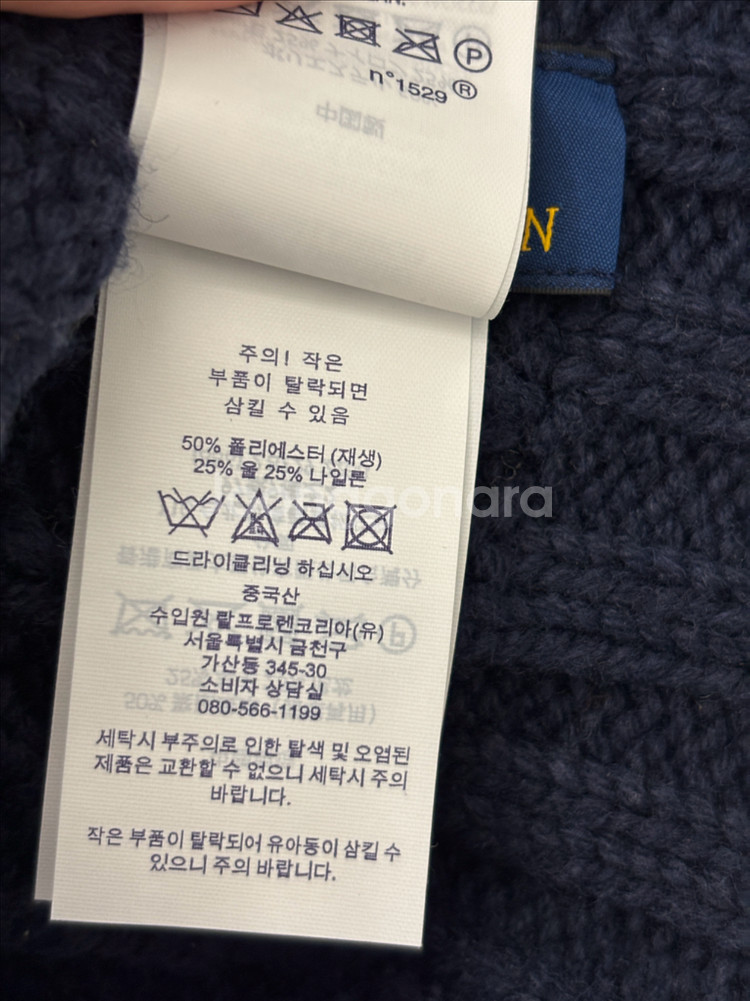 P
n°1529 ®
N
주의! 작은
부품이 탈락되면
삼킬 수 있음
50% 폴리에스터 (재생)
25% 울 25% 나일론
드라이클리닝 하십시오
중국산
수입원 랄프로렌코리아(유)
서울특별시 금천구
가산동 345-30
소비자 상담실
080-566-1199
세탁시 부주의로 인한 탈색 및 오염된
제품은 교환할 수 없으니 세탁시 주의
바랍니다.
작은 부품이 탈락되어 유아동이 삼킬 수
있으니 주의 바랍니다.